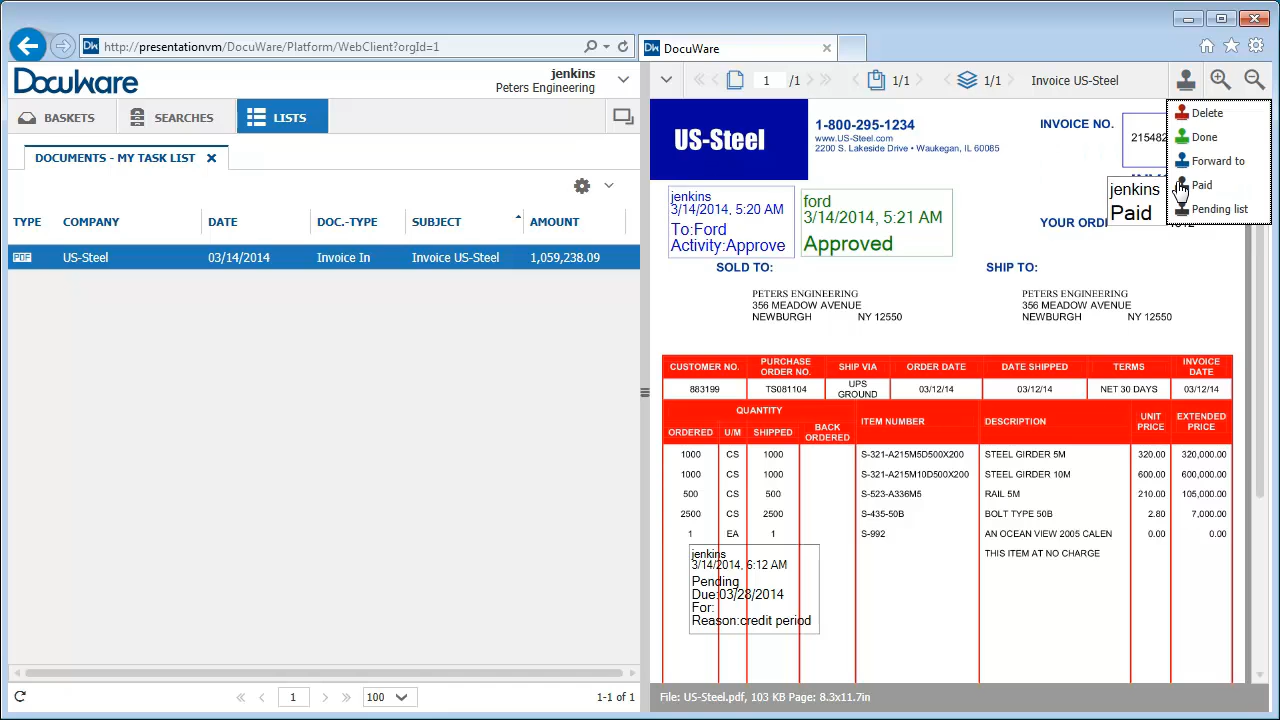 http://presentationvm/DocuWare/Platform/WebClient?orgId=1
DocuWare
DocuWare
jenkins
Peters Engineering
1 /1
1/1
1/1
Invoice US-Steel
BASKETS
SEARCHES
LISTS
DOCUMENTS - MY TASK LIST
TYPE COMPANY DATE DOC.-TYPE SUBJECT AMOUNT
PDF US-Steel 03/14/2024 Invoice In Invoice US-Steel 1,059,238.09
1
100
1-1 of 1
Delete
Done
Forward to
Paid
Pending list
US-Steel
1-800-295-1234
www.US-Steel.com
2200 S. Lakeside Drive • Waukegan, IL 60085
INVOICE NO.
215482
jenkins
Paid
jenkins
3/14/2024, 5:20 AM
To:Ford
Activity:Approve
ford
3/14/2024, 5:21 AM
Approved
SOLD TO:
SHIP TO:
PETERS ENGINEERING
356 MEADOW AVENUE
NEWBURGH NY 12550
PETERS ENGINEERING
356 MEADOW AVENUE
NEWBURGH NY 12550
CUSTOMER NO. PURCHASE ORDER NO. SHIP VIA ORDER DATE DATE SHIPPED TERMS INVOICE DATE
883199 TS081104 UPS GROUND 03/12/14 03/12/14 NET 30 DAYS 03/12/14
QUANTITY
ORDERED U/M SHIPPED BACK ORDERED ITEM NUMBER DESCRIPTION UNIT PRICE EXTENDED PRICE
1000 CS 1000 S-321-A215M5D500X200 STEEL GIRDER 5M 320.00 320,000.00
1000 CS 1000 S-321-A215M10D500X200 STEEL GIRDER 10M 600.00 600,000.00
500 CS 500 S-523-A336M5 RAIL 5M 210.00 105,000.00
2500 CS 2500 S-435-50B BOLT TYPE 50B 2.80 7,000.00
1 EA 1 S-992 AN OCEAN VIEW 2005 CALEN 0.00 0.00
THIS ITEM AT NO CHARGE
jenkins
3/14/2014, 6:12 AM
Pending
Due:03/28/2014
For:
Reason:credit period
File: US-Steel.pdf, 103 KB Page: 8.3x11.7in